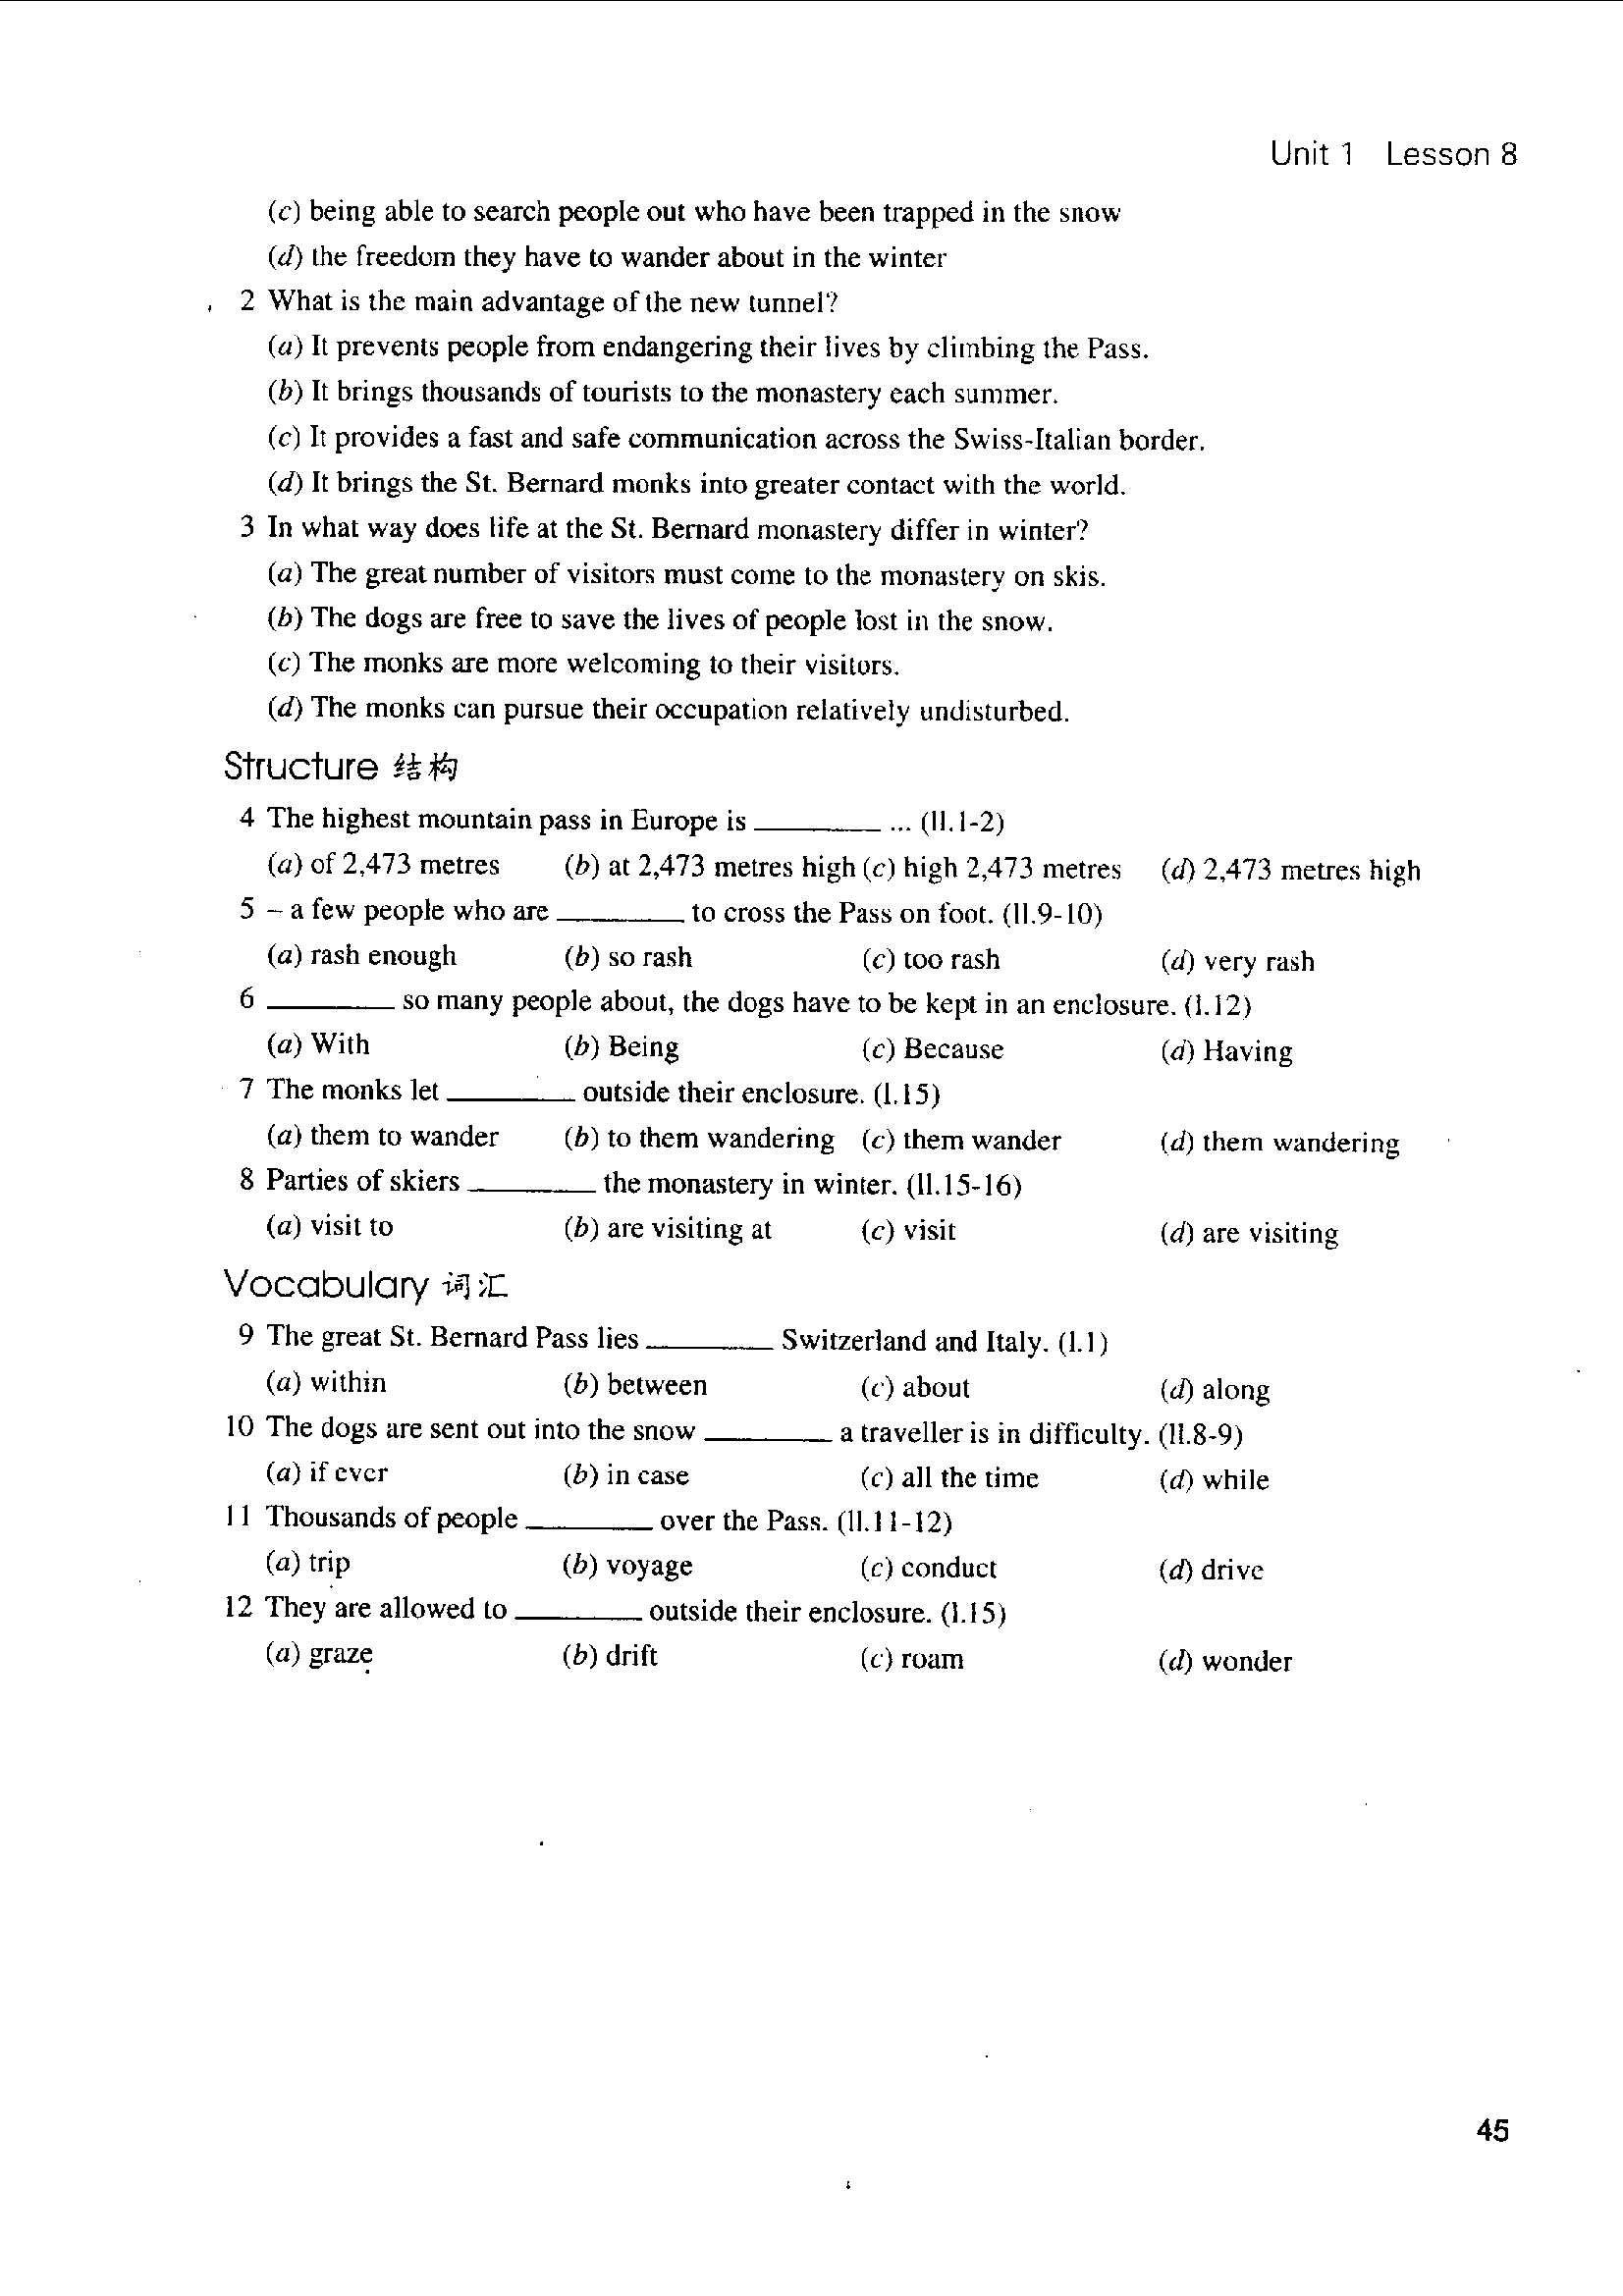 Unit 1 Lesson 8
(c) being able to search people out who have been trapped in the snow
(d) the freedom they have to wander about in the winter
2 What is the main advantage of the new tunnel?
(a) It prevents people from endangering their lives by climbing the Pass.
(b) It brings thousands of tourists to the monastery each summer.
(c) It provides a fast and safe communication across the Swiss-Italian border.
(d) It brings the St. Bernard monks into greater contact with the world.
3 In what way does life at the St. Bernard monastery differ in winter?
(a) The great number of visitors must come to the monastery on skis.
(b) The dogs are free to save the lives of people lost in the snow.
(c) The monks are more welcoming to their visitors.
(d) The monks can pursue their occupation relatively undisturbed.
Structure 结构
4 The highest mountain pass in Europe is ________ ... (ll.1-2)
(a) of 2,473 metres (b) at 2,473 metres high (c) high 2,473 metres (d) 2,473 metres high
5 – a few people who are ________ to cross the Pass on foot. (ll.9-10)
(a) rash enough (b) so rash (c) too rash (d) very rash
6 ________ so many people about, the dogs have to be kept in an enclosure. (l.12)
(a) With (b) Being (c) Because (d) Having
7 The monks let ________ outside their enclosure. (l.15)
(a) them to wander (b) to them wandering (c) them wander (d) them wandering
8 Parties of skiers ________ the monastery in winter. (ll.15-16)
(a) visit to (b) are visiting at (c) visit (d) are visiting
Vocabulary 词汇
9 The great St. Bernard Pass lies ________ Switzerland and Italy. (l.1)
(a) within (b) between (c) about (d) along
10 The dogs are sent out into the snow ________ a traveller is in difficulty. (ll.8-9)
(a) if ever (b) in case (c) all the time (d) while
11 Thousands of people ________ over the Pass. (ll.11-12)
(a) trip (b) voyage (c) conduct (d) drive
12 They are allowed to ________ outside their enclosure. (l.15)
(a) graze (b) drift (c) roam (d) wonder
45